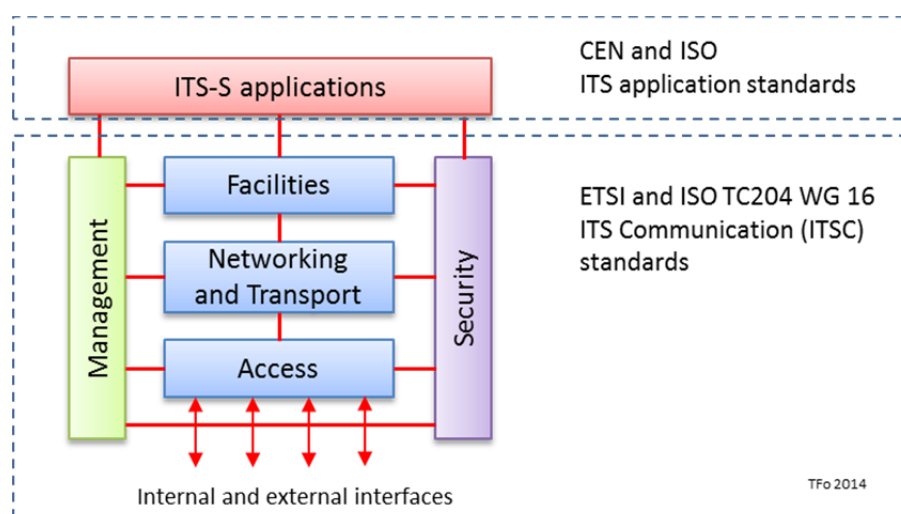 ITS-S applications
CEN and ISO
ITS application standards
Management
Facilities
Networking
and Transport
Access
Security
ETSI and ISO TC204 WG 16
ITS Communication (ITSC)
standards
Internal and external interfaces
TFo 2014